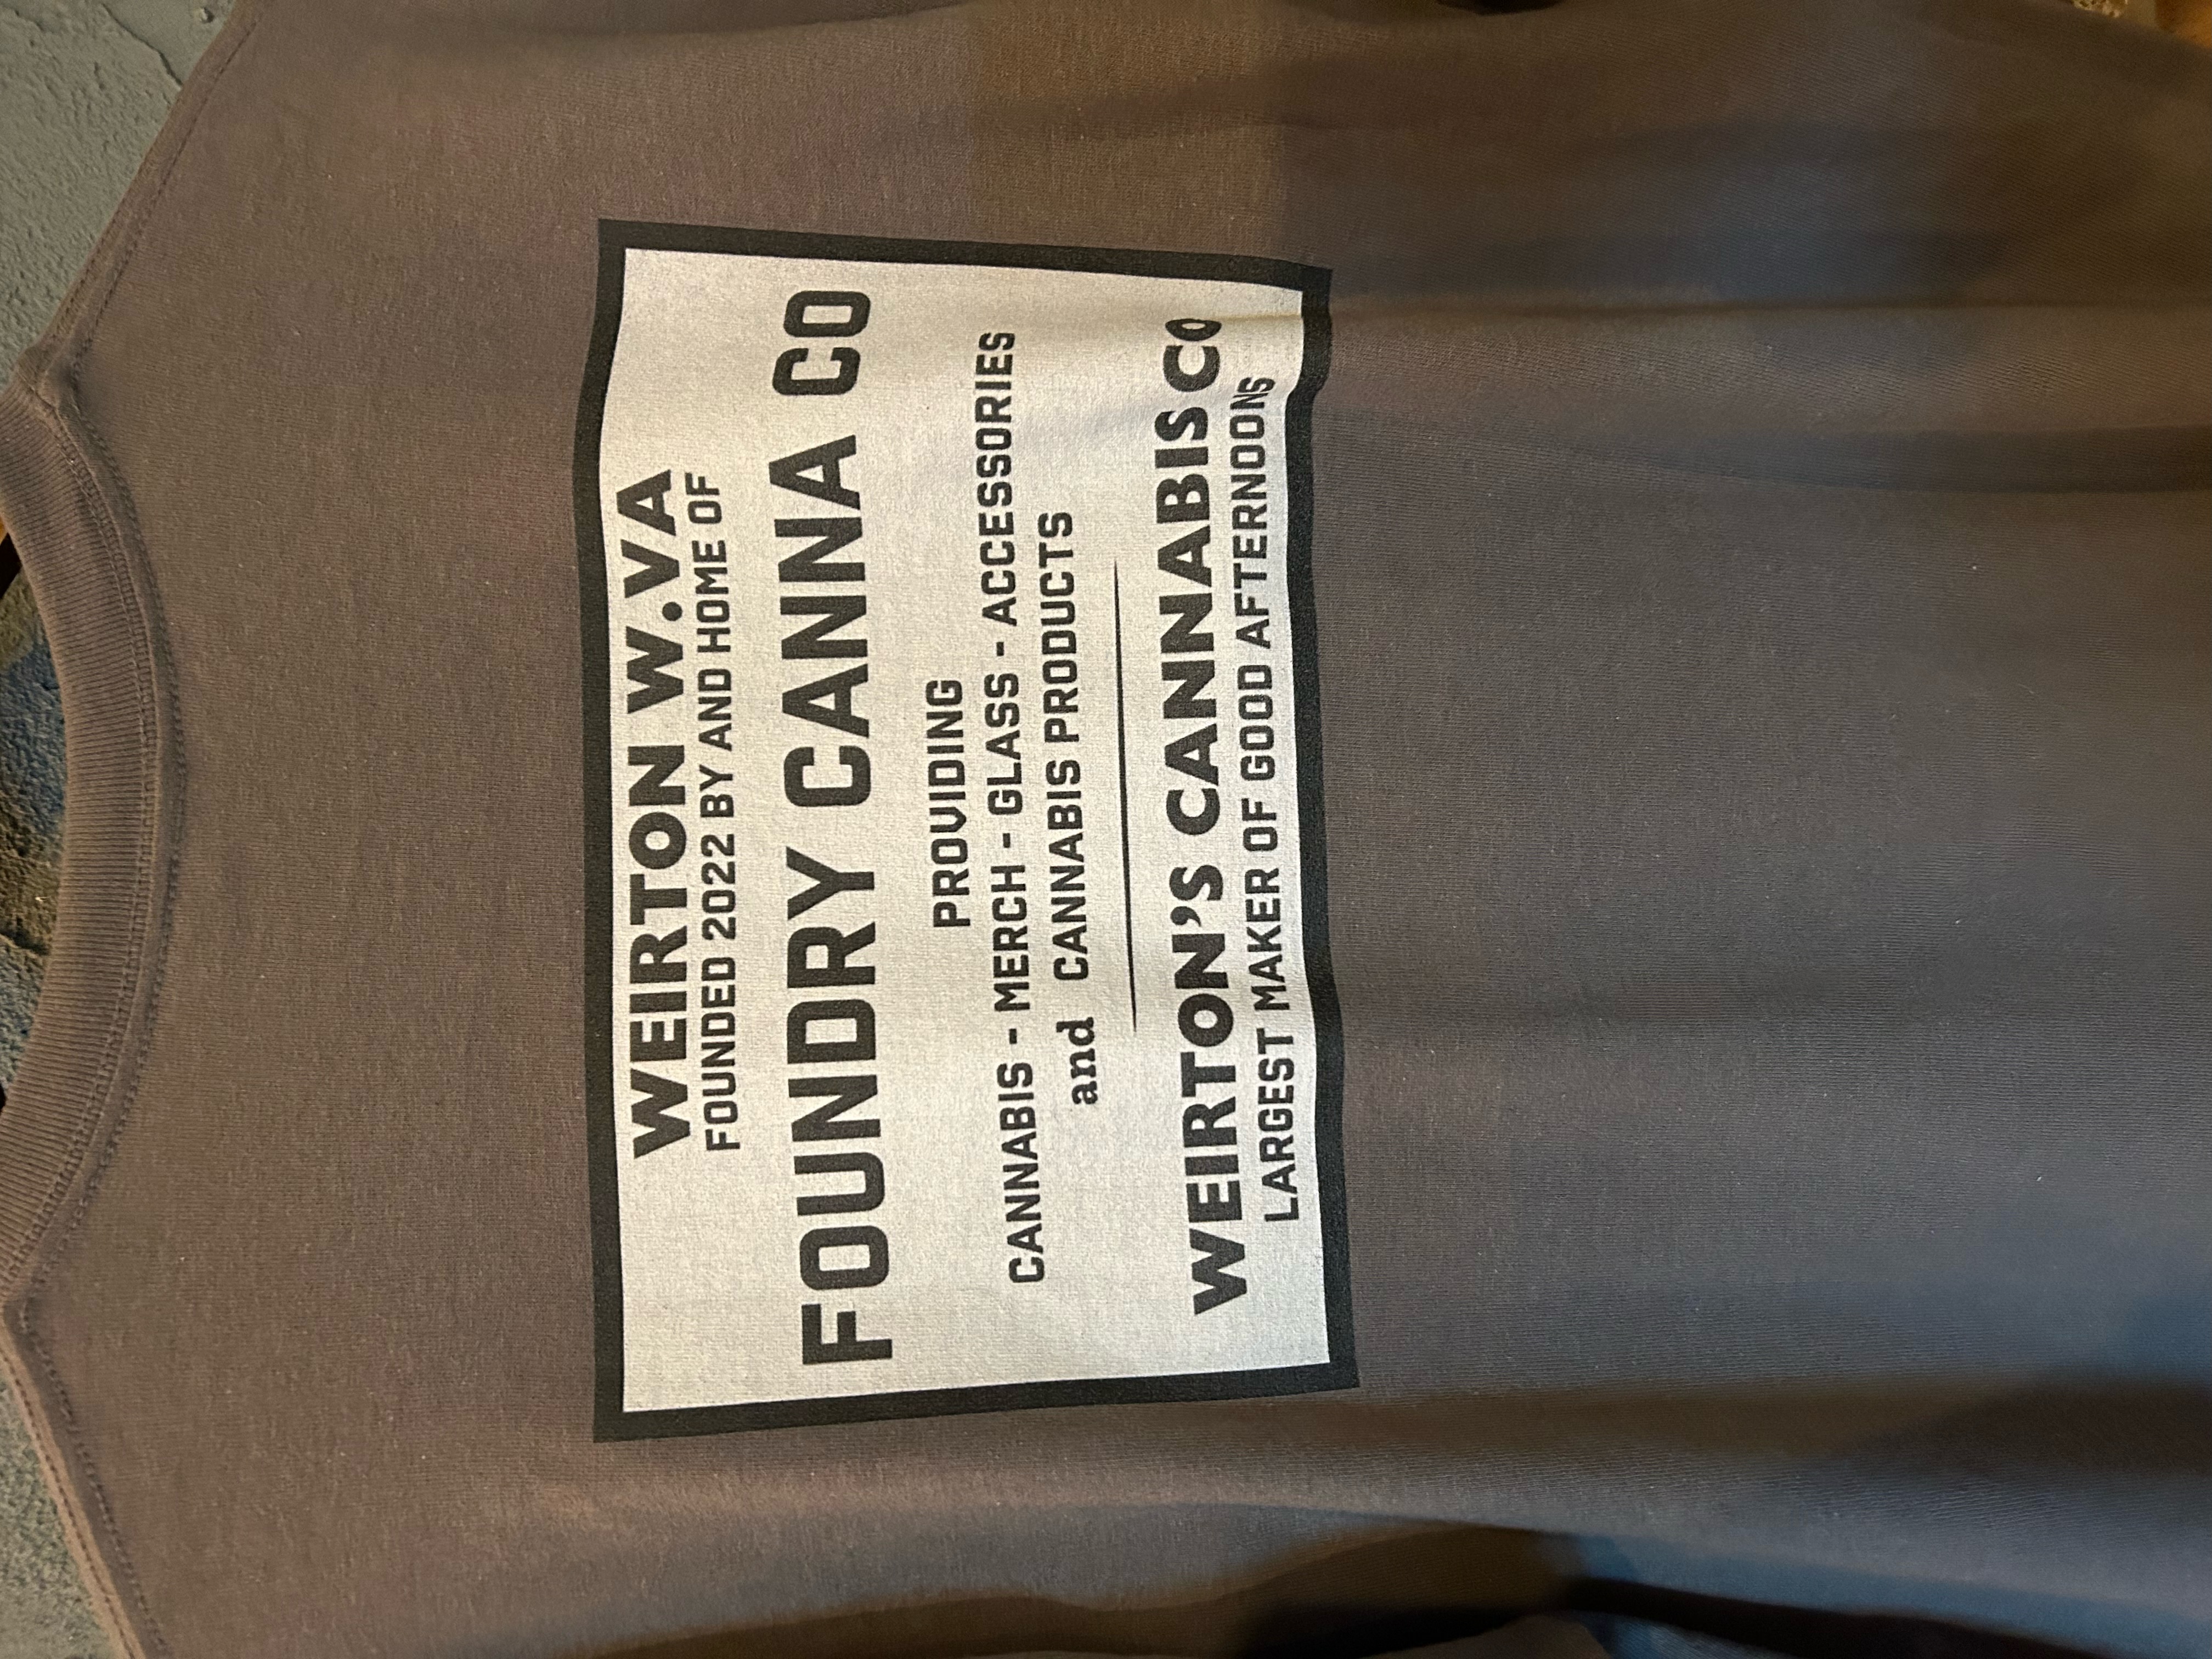 WEIRTON W.VA
FOUNDED 2022 BY AND HOME OF
FOUNDRY CANNA CO
PROVIDING
CANNABIS - MERCH - GLASS - ACCESSORIES
and CANNABIS PRODUCTS
WEIRTON'S CANNABIS CO
LARGEST MAKER OF GOOD AFTERNOONS